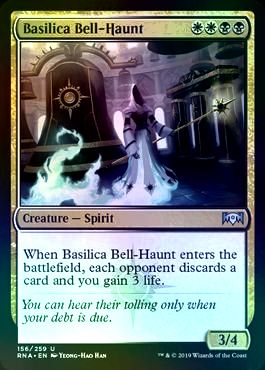 Basilica Bell-Haunt
Creature — Spirit
When Basilica Bell-Haunt enters the
battlefield, each opponent discards a
card and you gain 3 life.
You can hear their tolling only when
your debt is due.
3/4
156/259 U
RNA • EN Yeong-Hao Han
™ & © 2019 Wizards of the Coast